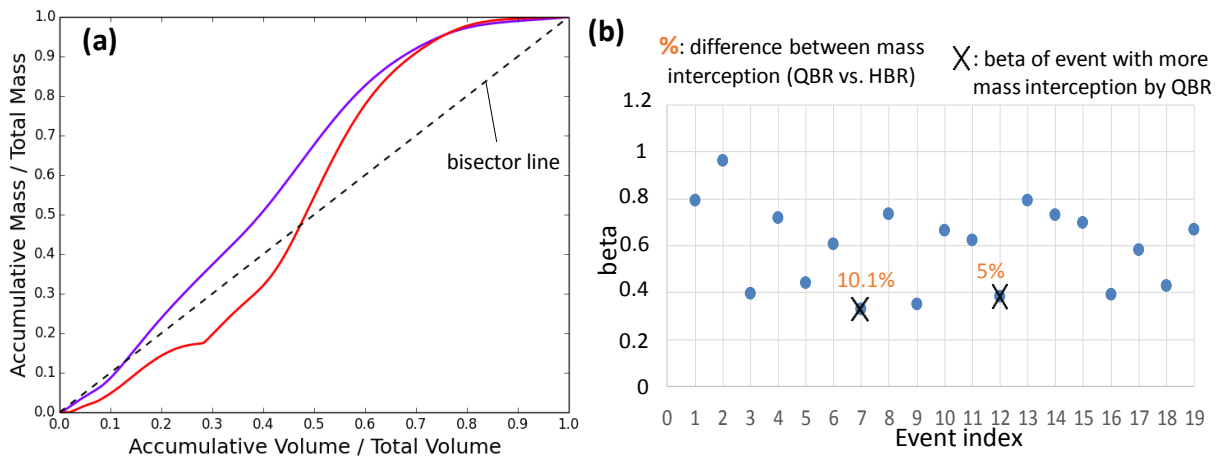 (a)
1.0
0.9
0.8
0.7
0.6
0.5
0.4
0.3
0.2
0.1
0.0
Accumulative Mass / Total Mass
bisector line
0.0 0.1 0.2 0.3 0.4 0.5 0.6 0.7 0.8 0.9 1.0
Accumulative Volume / Total Volume
(b)
%: difference between mass
interception (QBR vs. HBR)
X: beta of event with more
mass interception by QBR
1.2
1
0.8
0.6
0.4
0.2
0
beta
10.1%
5%
0 1 2 3 4 5 6 7 8 9 10 11 12 13 14 15 16 17 18 19
Event index